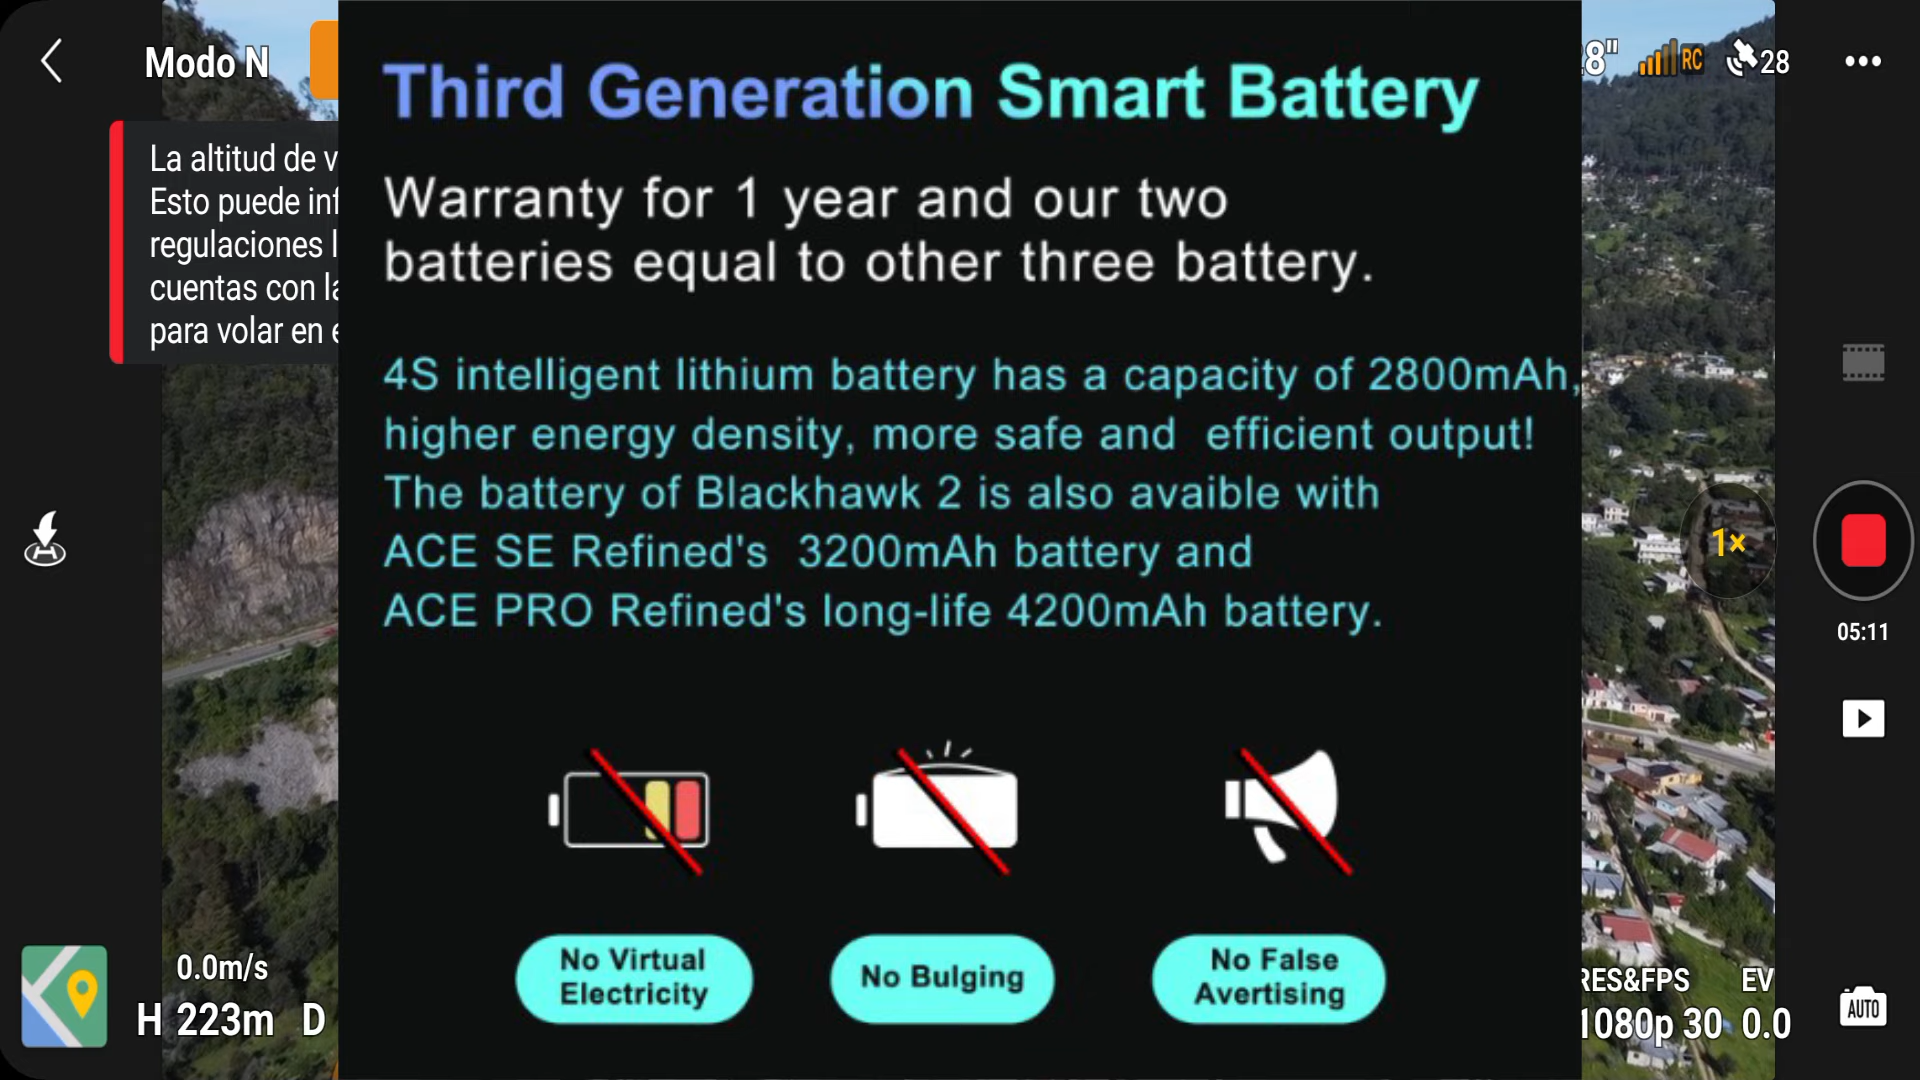 Modo N
8"
RC
28
La altitud de v
Esto puede inf
regulaciones l
cuentas con la
para volar en e
Third Generation Smart Battery
Warranty for 1 year and our two
batteries equal to other three battery.
4S intelligent lithium battery has a capacity of 2800mAh,
higher energy density, more safe and efficient output!
The battery of Blackhawk 2 is also avaible with
ACE SE Refined's 3200mAh battery and
ACE PRO Refined's long-life 4200mAh battery.
No Virtual
Electricity
No Bulging
No False
Avertising
1×
05:11
0.0m/s
H 223m D
RES&FPS EV
1080p 30 0.0
AUTO